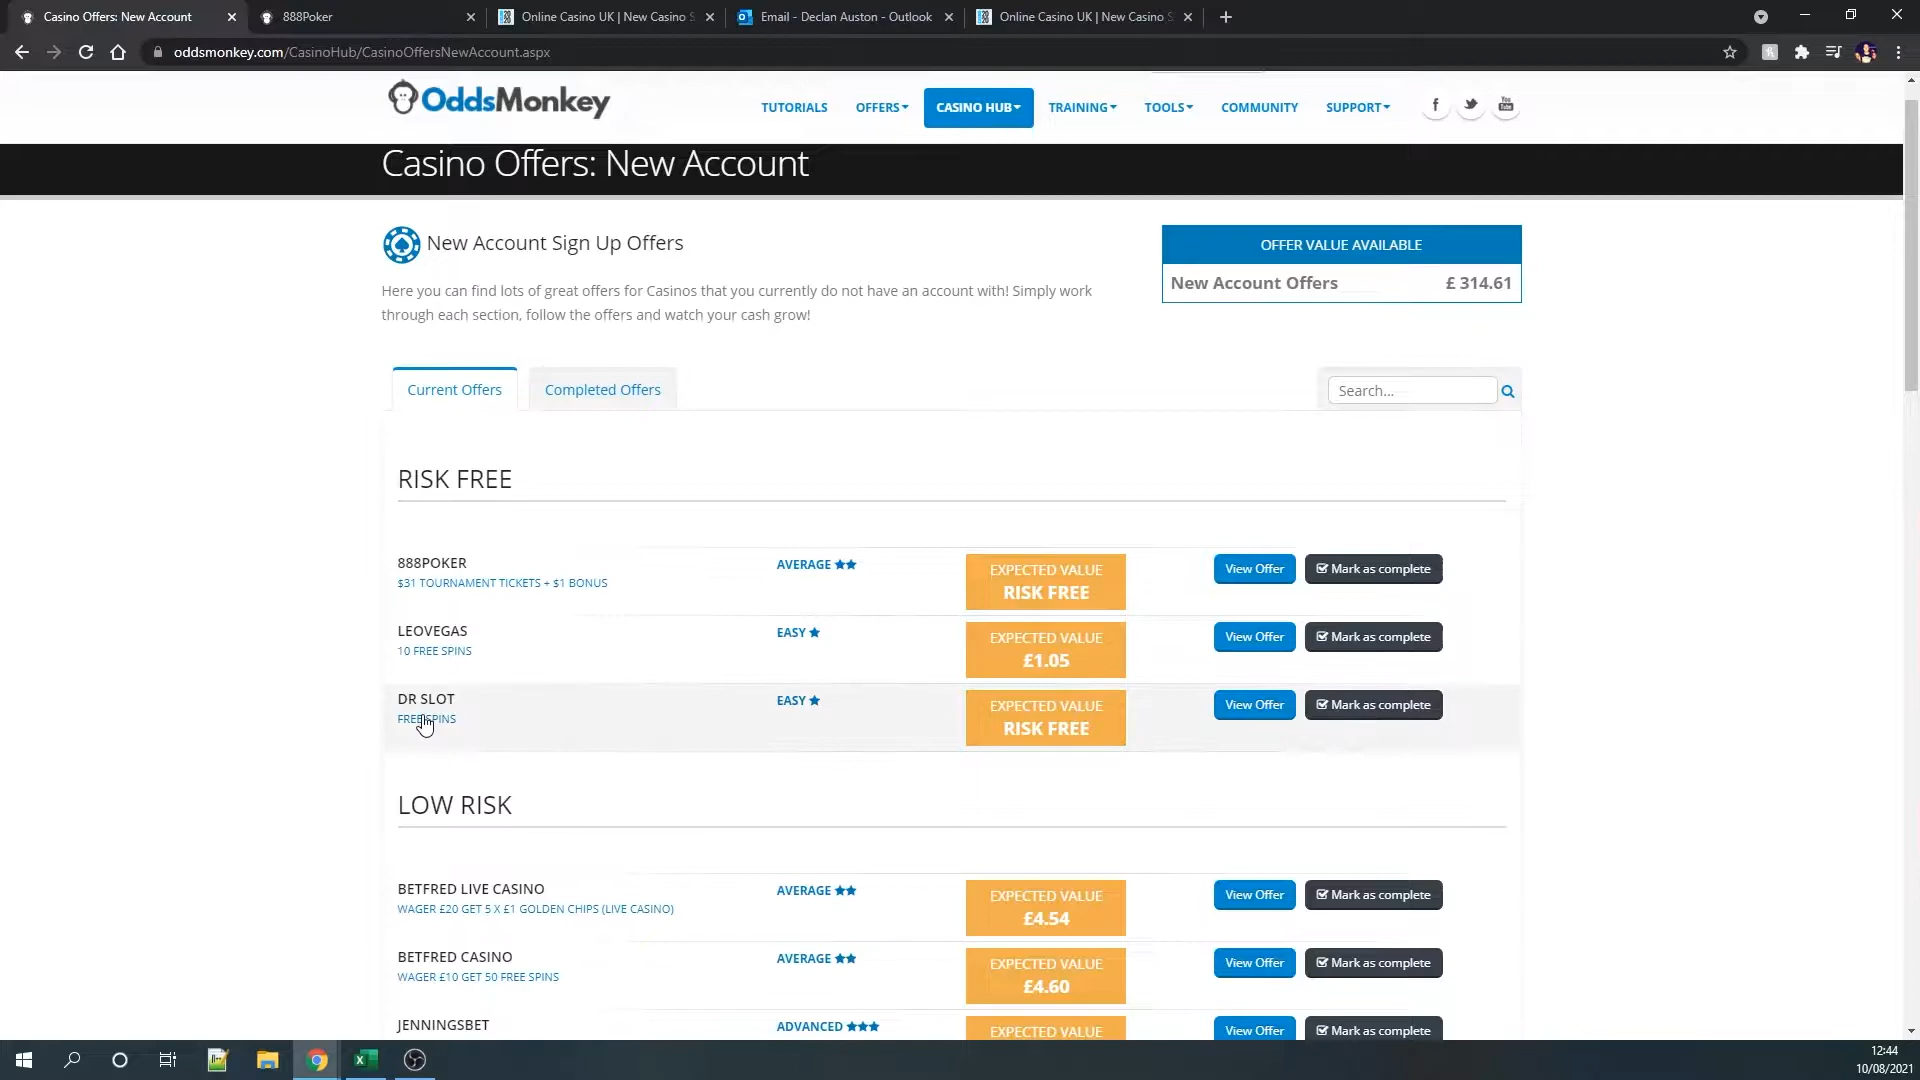 Casino Offers: New Account
888Poker
Online Casino UK | New Casino S
Email - Declan Auston - Outlook
Online Casino UK | New Casino S
oddsmonkey.com/CasinoHub/CasinoOffersNewAccount.aspx
OddsMonkey
TUTORIALS
OFFERS
CASINO HUB
TRAINING
TOOLS
COMMUNITY
SUPPORT
You Tube
Casino Offers: New Account
New Account Sign Up Offers
Here you can find lots of great offers for Casinos that you currently do not have an account with! Simply work
through each section, follow the offers and watch your cash grow!
OFFER VALUE AVAILABLE
New Account Offers £ 314.61
Current Offers
Completed Offers
Search...
RISK FREE
888POKER
$31 TOURNAMENT TICKETS + $1 BONUS
AVERAGE
EXPECTED VALUE
RISK FREE
View Offer
Mark as complete
LEOVEGAS
10 FREE SPINS
EASY
EXPECTED VALUE
£1.05
View Offer
Mark as complete
DR SLOT
FREE SPINS
EASY
EXPECTED VALUE
RISK FREE
View Offer
Mark as complete
LOW RISK
BETFRED LIVE CASINO
WAGER £20 GET 5 X £1 GOLDEN CHIPS (LIVE CASINO)
AVERAGE
EXPECTED VALUE
£4.54
View Offer
Mark as complete
BETFRED CASINO
WAGER £10 GET 50 FREE SPINS
AVERAGE
EXPECTED VALUE
£4.60
View Offer
Mark as complete
JENNINGSBET
ADVANCED
EXPECTED VALUE
View Offer
Mark as complete
12:44
10/08/2021